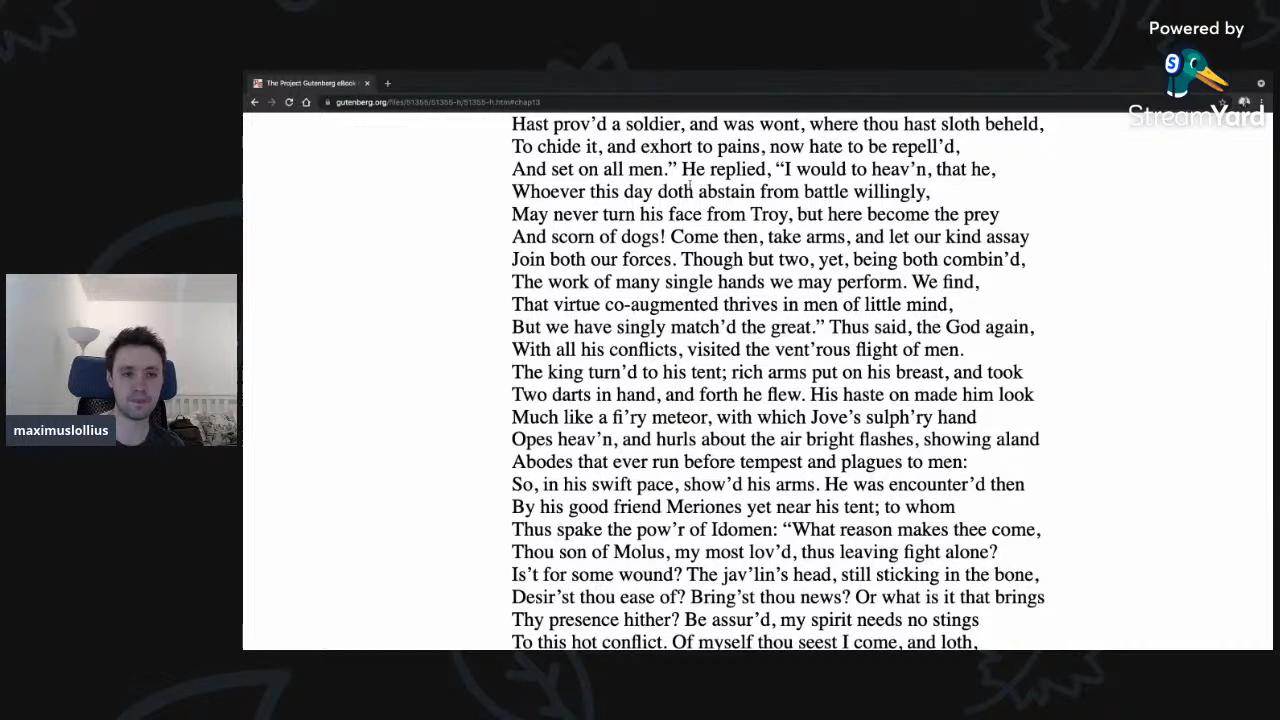 Powered by
StreamYard
The Project Gutenberg eBook
gutenberg.org/files/51355/51355-h/51355-h.htm#chap13
Hast prov’d a soldier, and was wont, where thou hast sloth beheld,
To chide it, and exhort to pains, now hate to be repell’d,
And set on all men.” He replied, “I would to heav’n, that he,
Whoever this day doth abstain from battle willingly,
May never turn his face from Troy, but here become the prey
And scorn of dogs! Come then, take arms, and let our kind assay
Join both our forces. Though but two, yet, being both combin’d,
The work of many single hands we may perform. We find,
That virtue co-augmented thrives in men of little mind,
But we have singly match’d the great.” Thus said, the God again,
With all his conflicts, visited the vent’rous flight of men.
The king turn’d to his tent; rich arms put on his breast, and took
Two darts in hand, and forth he flew. His haste on made him look
Much like a fi’ry meteor, with which Jove’s sulph’ry hand
Opes heav’n, and hurls about the air bright flashes, showing aland
Abodes that ever run before tempest and plagues to men:
So, in his swift pace, show’d his arms. He was encounter’d then
By his good friend Meriones yet near his tent; to whom
Thus spake the pow’r of Idomen: “What reason makes thee come,
Thou son of Molus, my most lov’d, thus leaving fight alone?
Is’t for some wound? The jav’lin’s head, still sticking in the bone,
Desir’st thou ease of? Bring’st thou news? Or what is it that brings
Thy presence hither? Be assur’d, my spirit needs no stings
To this hot conflict. Of myself thou seest I come, and loth,
maximuslollius